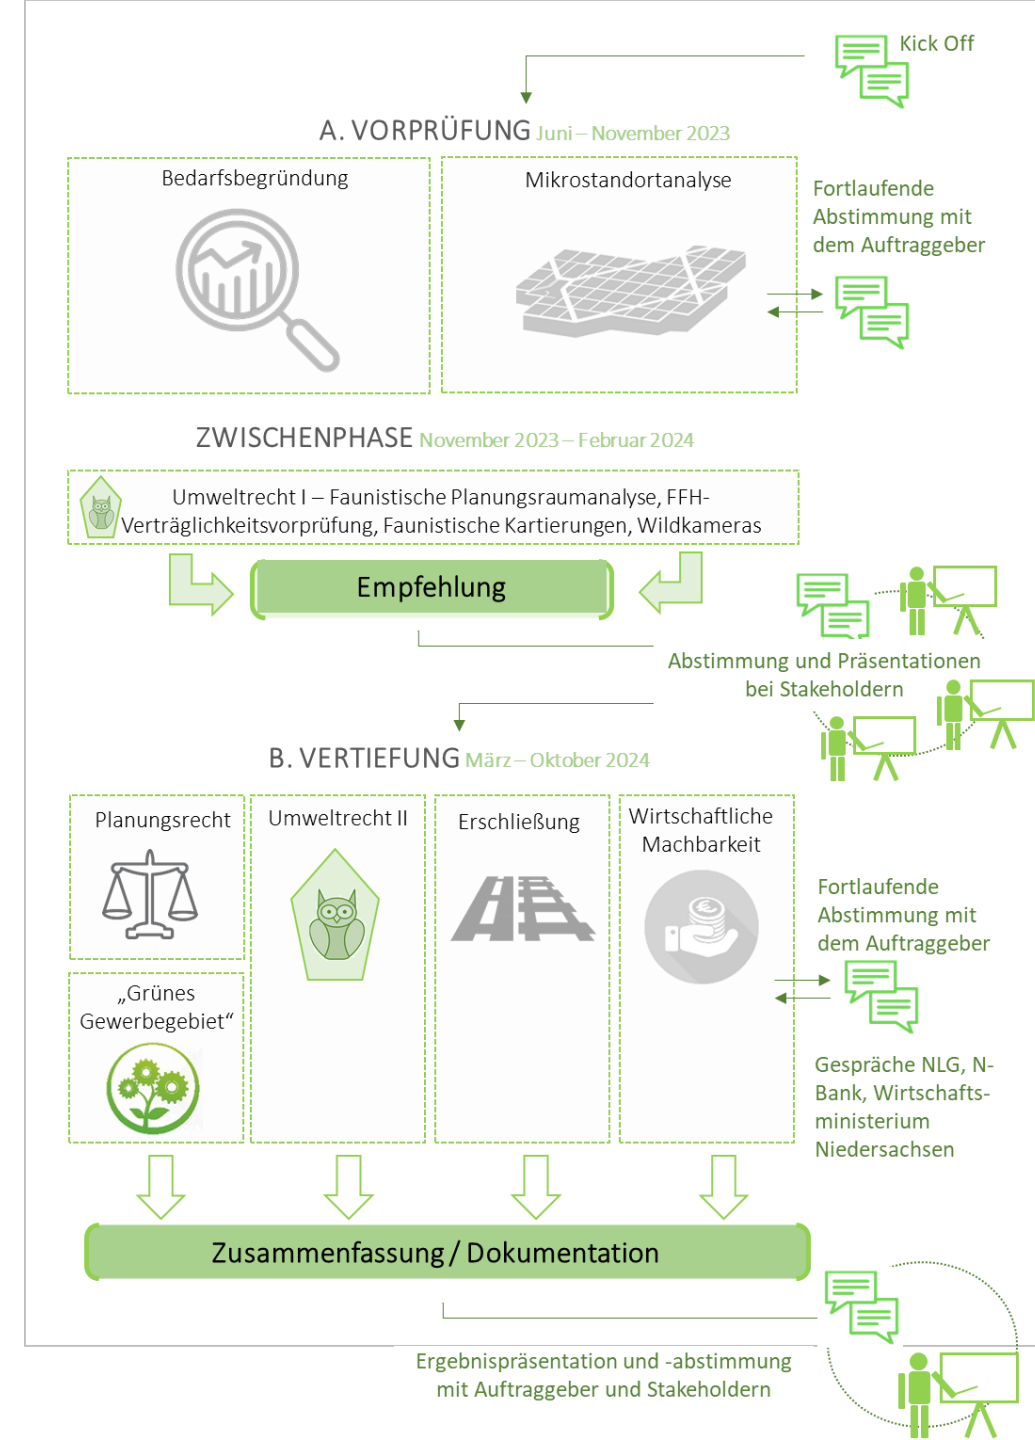 Kick Off
A. VORPRÜFUNG Juni – November 2023
Bedarfsbegründung
Mikrostandortanalyse
Fortlaufende
Abstimmung mit
dem Auftraggeber
ZWISCHENPHASE November 2023 – Februar 2024
Umweltrecht I – Faunistische Planungsraumanalyse, FFH-
Verträglichkeitsvorprüfung, Faunistische Kartierungen, Wildkameras
Empfehlung
Abstimmung und Präsentationen
bei Stakeholdern
B. VERTIEFUNG März – Oktober 2024
Planungsrecht
Umweltrecht II
Erschließung
Wirtschaftliche
Machbarkeit
„Grünes
Gewerbegebiet“
Fortlaufende
Abstimmung mit
dem Auftraggeber
Gespräche NLG, N-
Bank, Wirtschafts-
ministerium
Niedersachsen
Zusammenfassung / Dokumentation
Ergebnispräsentation und -abstimmung
mit Auftraggeber und Stakeholdern